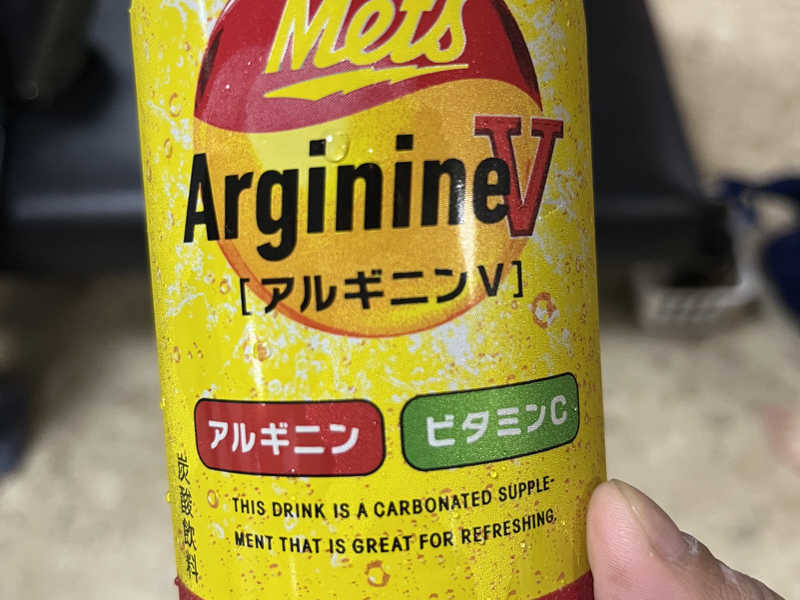 Mets
Arginine V
[アルギニンV]
アルギニン
ビタミンC
THIS DRINK IS A CARBONATED SUPPLE-
MENT THAT IS GREAT FOR REFRESHING.
炭酸飲料